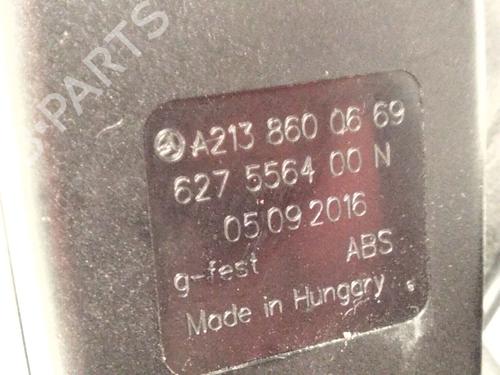 A213 860 06 69
627 5564 00 N
05.09.2016
g-fest ABS
Made in Hungary
PARTS